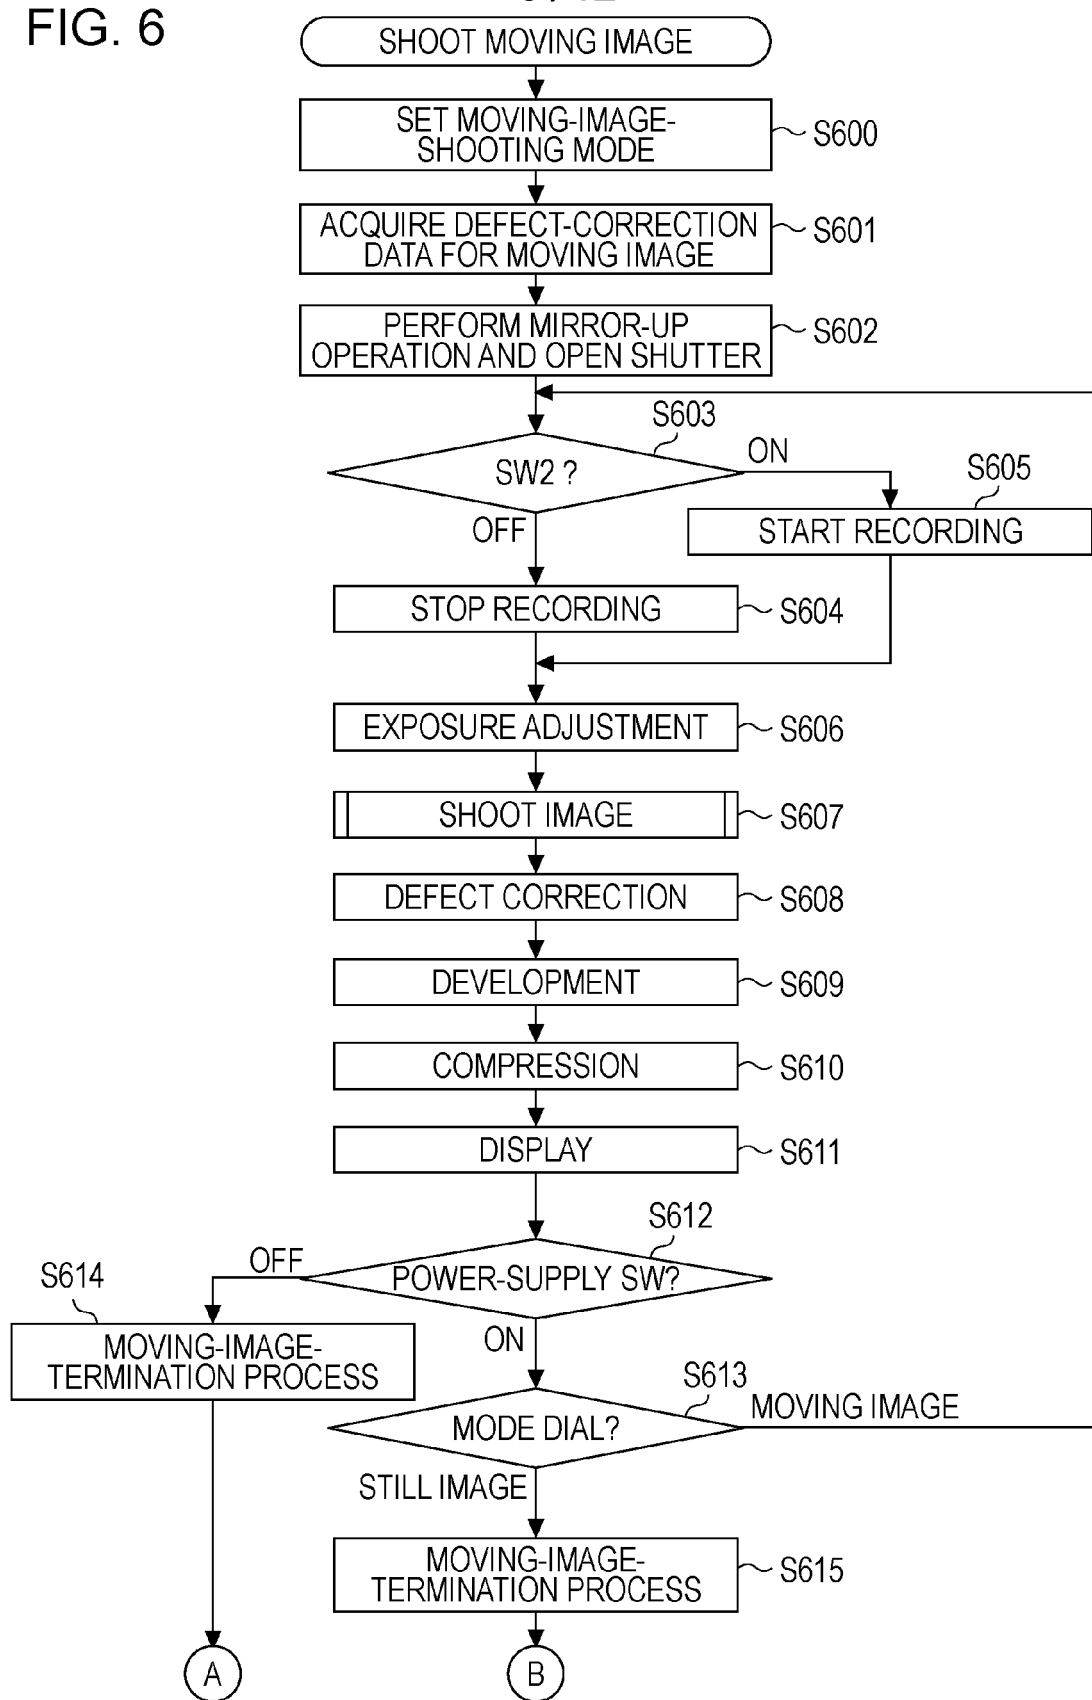 FIG. 6
SHOOT MOVING IMAGE
SET MOVING-IMAGE-
SHOOTING MODE
S600
ACQUIRE DEFECT-CORRECTION
DATA FOR MOVING IMAGE
S601
PERFORM MIRROR-UP
OPERATION AND OPEN SHUTTER
S602
S603
SW2 ?
ON
OFF
S605
START RECORDING
STOP RECORDING
S604
EXPOSURE ADJUSTMENT
S606
SHOOT IMAGE
S607
DEFECT CORRECTION
S608
DEVELOPMENT
S609
COMPRESSION
S610
DISPLAY
S611
S612
POWER-SUPPLY SW?
OFF
ON
S614
MOVING-IMAGE-
TERMINATION PROCESS
S613
MODE DIAL?
MOVING IMAGE
STILL IMAGE
MOVING-IMAGE-
TERMINATION PROCESS
S615
A
B